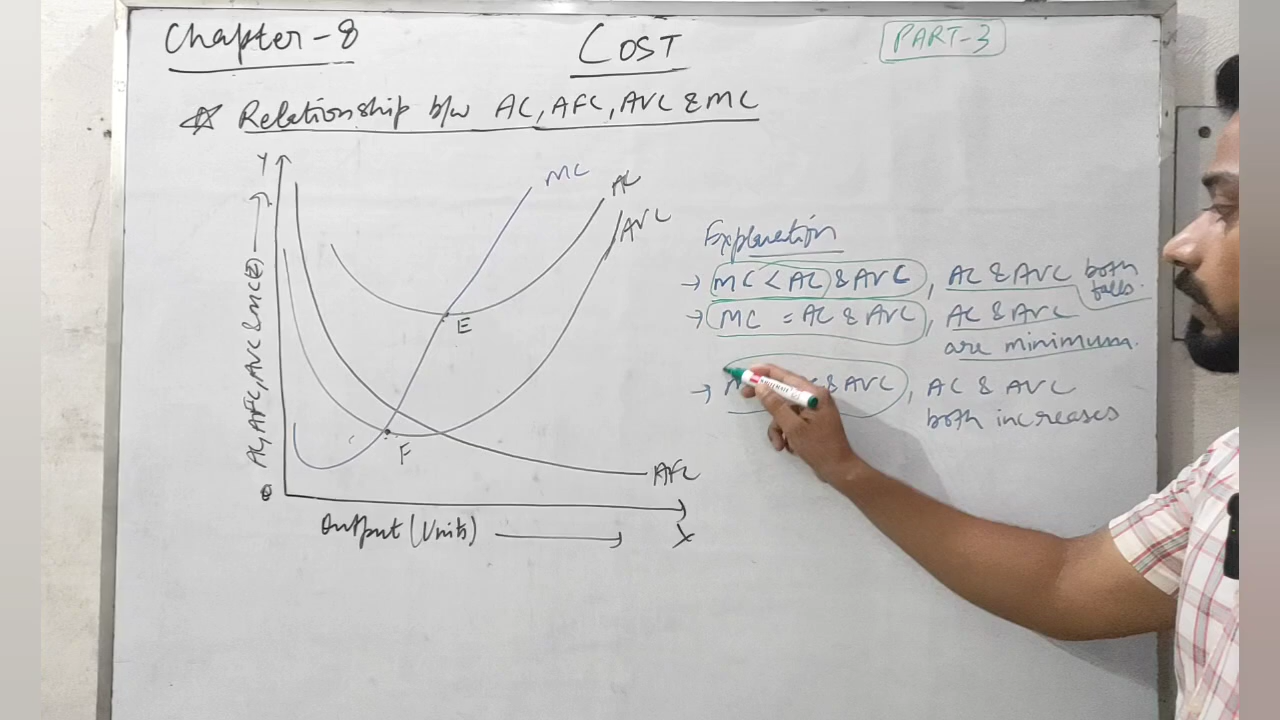 Chapter-8
COST
PART-3
☆ Relationship b/w AC, AFC, AVC & MC
Y
MC
AC
AVC
AC, AFC, AVC & MC (₹)
E
F
AFC
O
X
Output (Units)
Explanation
→ MC < AC & AVC, AC & AVC both
falls.
→ MC = AC & AVC, AC & AVC
are minimum.
→ & AVC, AC & AVC
both increases